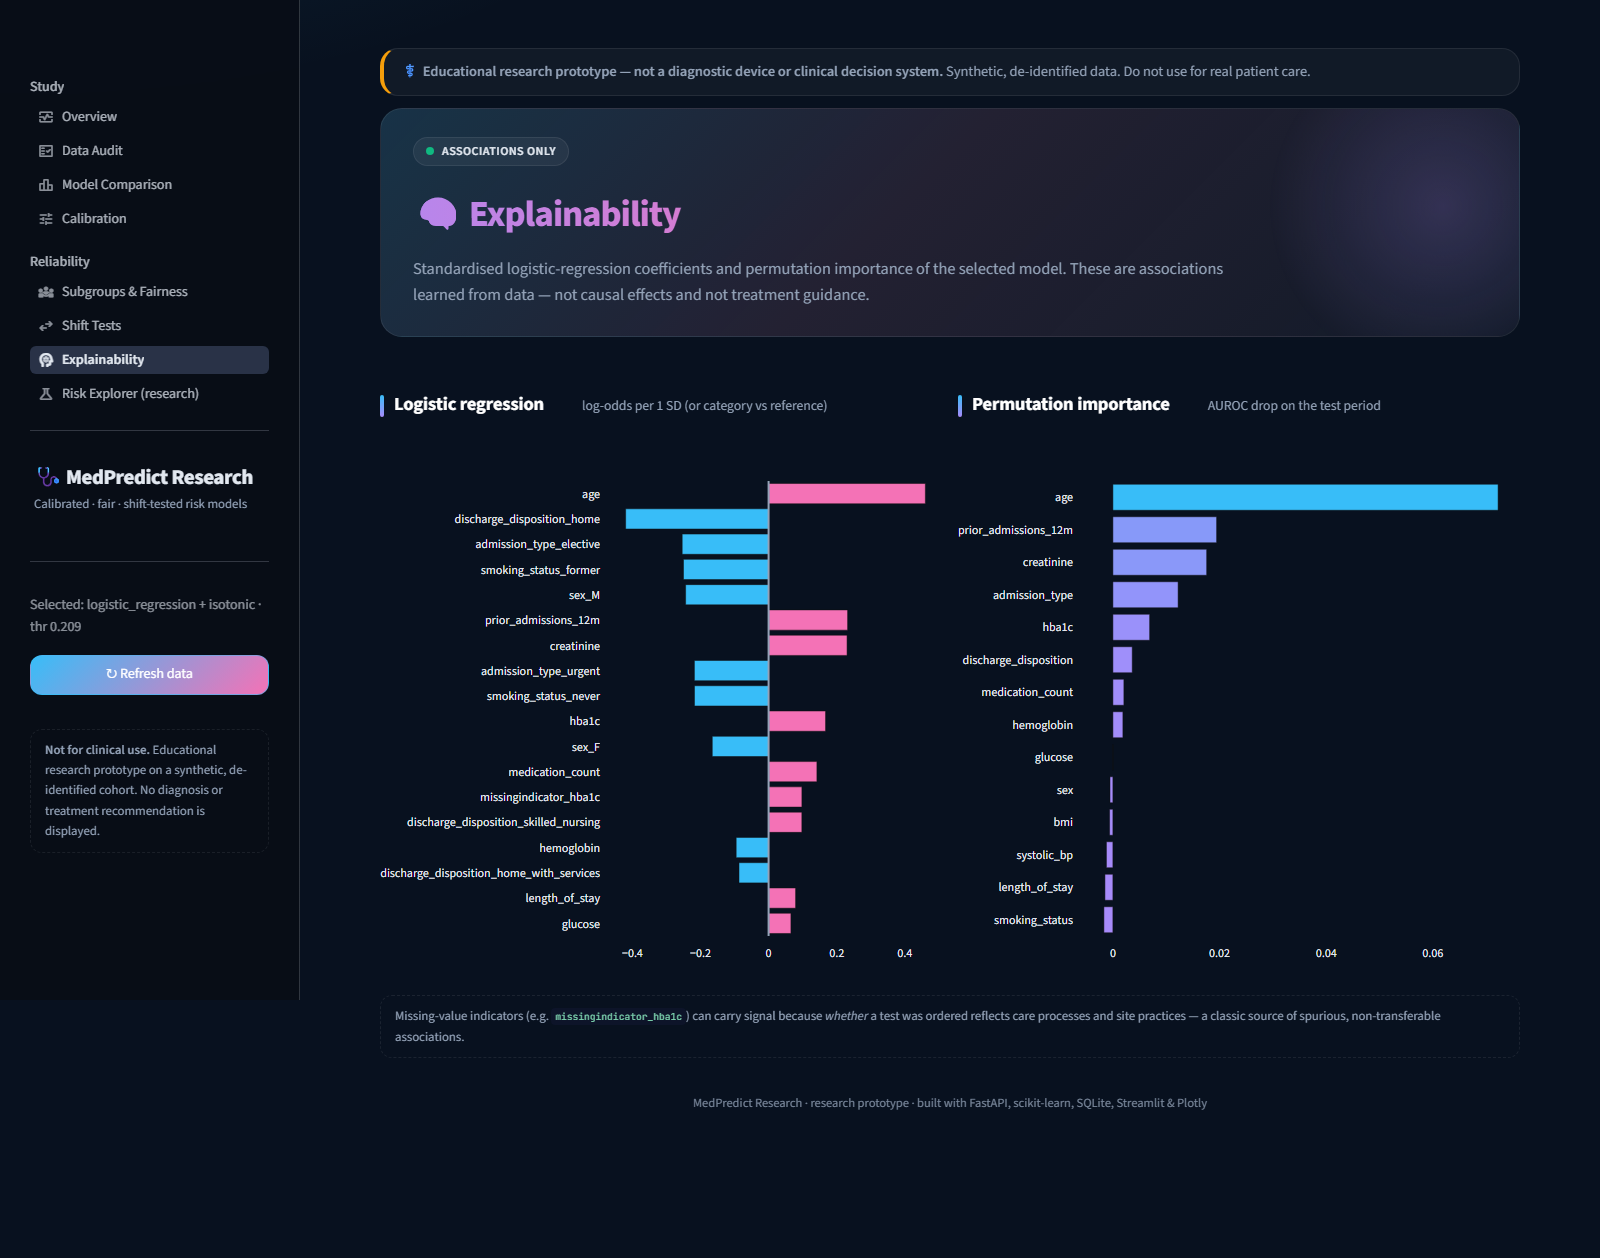 Study
Overview
Data Audit
Model Comparison
Calibration
Reliability
Subgroups & Fairness
Shift Tests
Explainability
Risk Explorer (research)
MedPredict Research
Calibrated · fair · shift-tested risk models
Selected: logistic_regression + isotonic ·
thr 0.209
↻ Refresh data
Not for clinical use. Educational
research prototype on a synthetic, de-
identified cohort. No diagnosis or
treatment recommendation is
displayed.
⚕ Educational research prototype — not a diagnostic device or clinical decision system. Synthetic, de-identified data. Do not use for real patient care.
ASSOCIATIONS ONLY
Explainability
Standardised logistic-regression coefficients and permutation importance of the selected model. These are associations
learned from data — not causal effects and not treatment guidance.
Logistic regression log-odds per 1 SD (or category vs reference)
age
discharge_disposition_home
admission_type_elective
smoking_status_former
sex_M
prior_admissions_12m
creatinine
admission_type_urgent
smoking_status_never
hba1c
sex_F
medication_count
missingindicator_hba1c
discharge_disposition_skilled_nursing
hemoglobin
discharge_disposition_home_with_services
length_of_stay
glucose
−0.4 −0.2 0 0.2 0.4
Permutation importance AUROC drop on the test period
age
prior_admissions_12m
creatinine
admission_type
hba1c
discharge_disposition
medication_count
hemoglobin
glucose
sex
bmi
systolic_bp
length_of_stay
smoking_status
0 0.02 0.04 0.06
Missing-value indicators (e.g. missingindicator_hba1c ) can carry signal because whether a test was ordered reflects care processes and site practices — a classic source of spurious, non-transferable
associations.
MedPredict Research · research prototype · built with FastAPI, scikit-learn, SQLite, Streamlit & Plotly